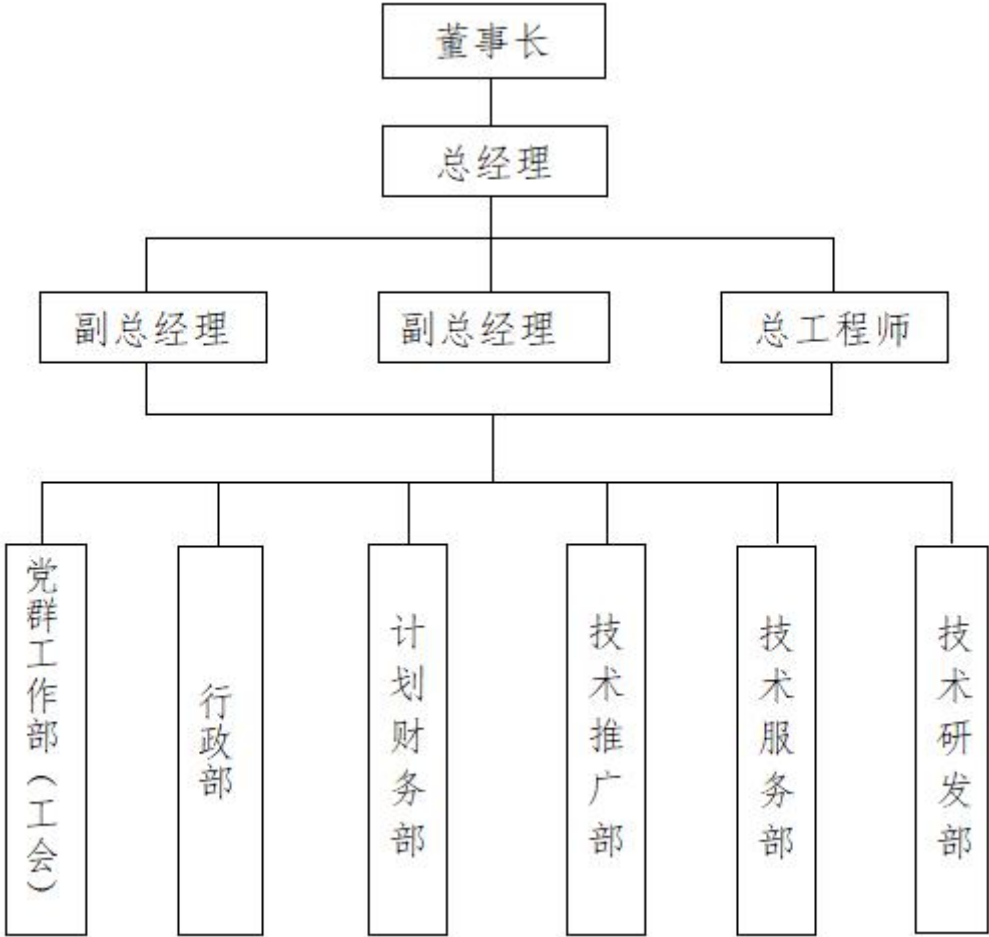 董事长
总经理
副总经理
副总经理
总工程师
党群工作部（工会）
行政部
计划财务部
技术推广部
技术服务部
技术研发部